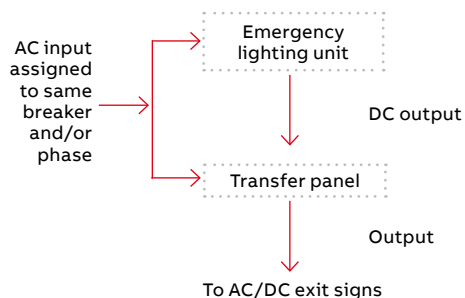 AC input
assigned
to same
breaker
and/or
phase
Emergency
lighting unit
DC output
Transfer panel
Output
To AC/DC exit signs